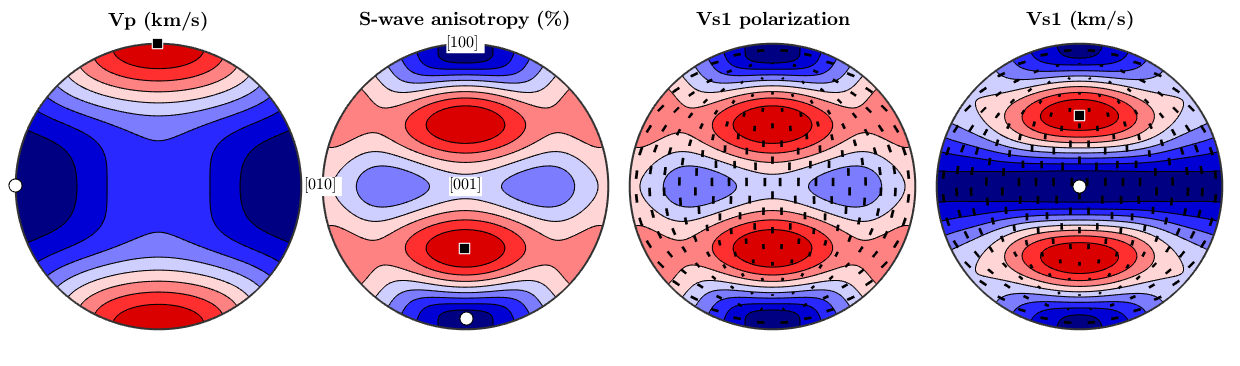 Vp (km/s)
S-wave anisotropy (%)
Vs1 polarization
Vs1 (km/s)
[100]
[010]
[001]